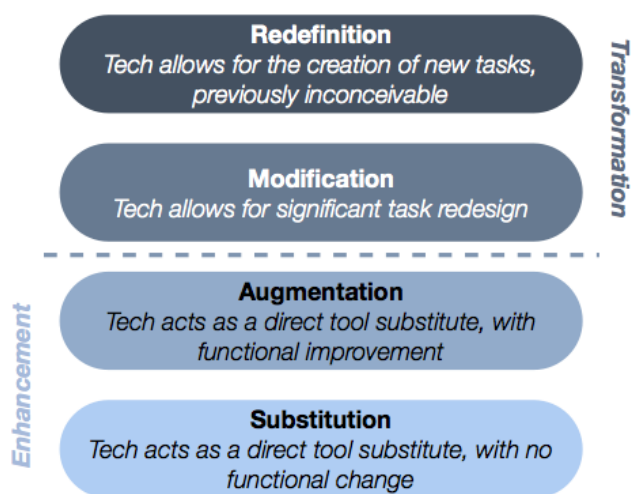 Redefinition
Tech allows for the creation of new tasks,
previously inconceivable
Transformation
Modification
Tech allows for significant task redesign
Augmentation
Tech acts as a direct tool substitute, with
functional improvement
Enhancement
Substitution
Tech acts as a direct tool substitute, with no
functional change